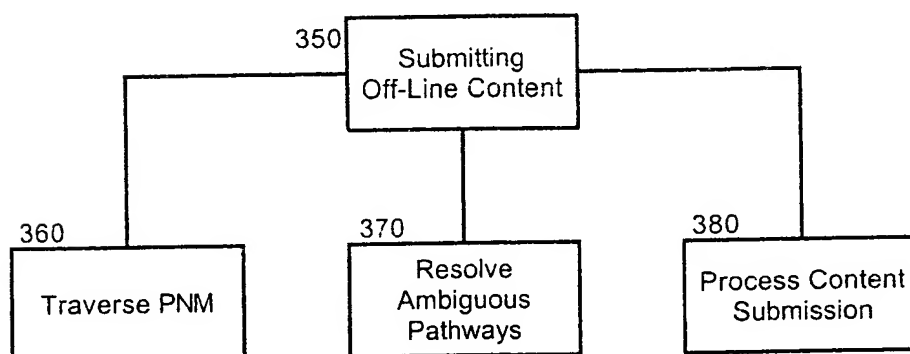 350
Submitting
Off-Line Content
360
Traverse PNM
370
Resolve
Ambiguous
Pathways
380
Process Content
Submission